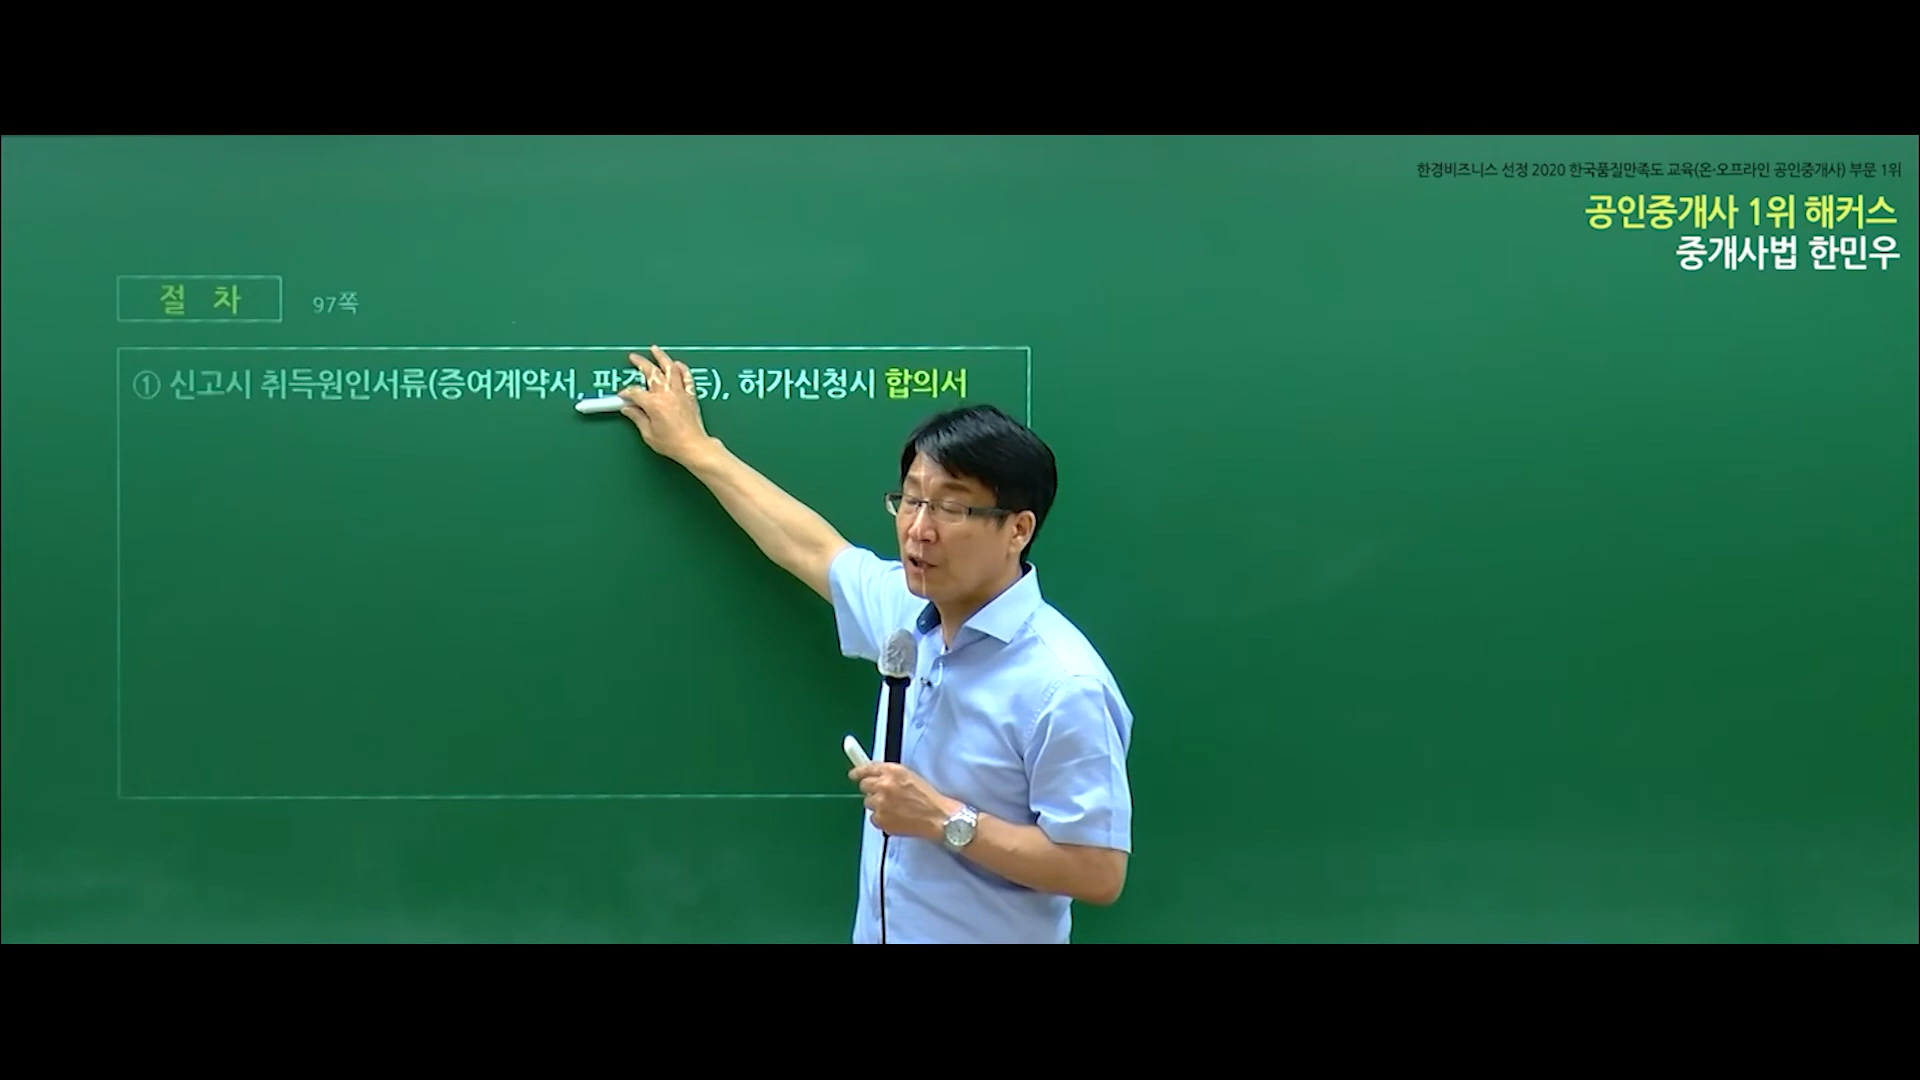 한경비즈니스 선정 2020 한국품질만족도 교육(온·오프라인 공인중개사) 부문 1위
공인중개사 1위 해커스
중개사법 한민우
절 차 97쪽
① 신고시 취득원인서류(증여계약서, 등), 허가신청시 합의서